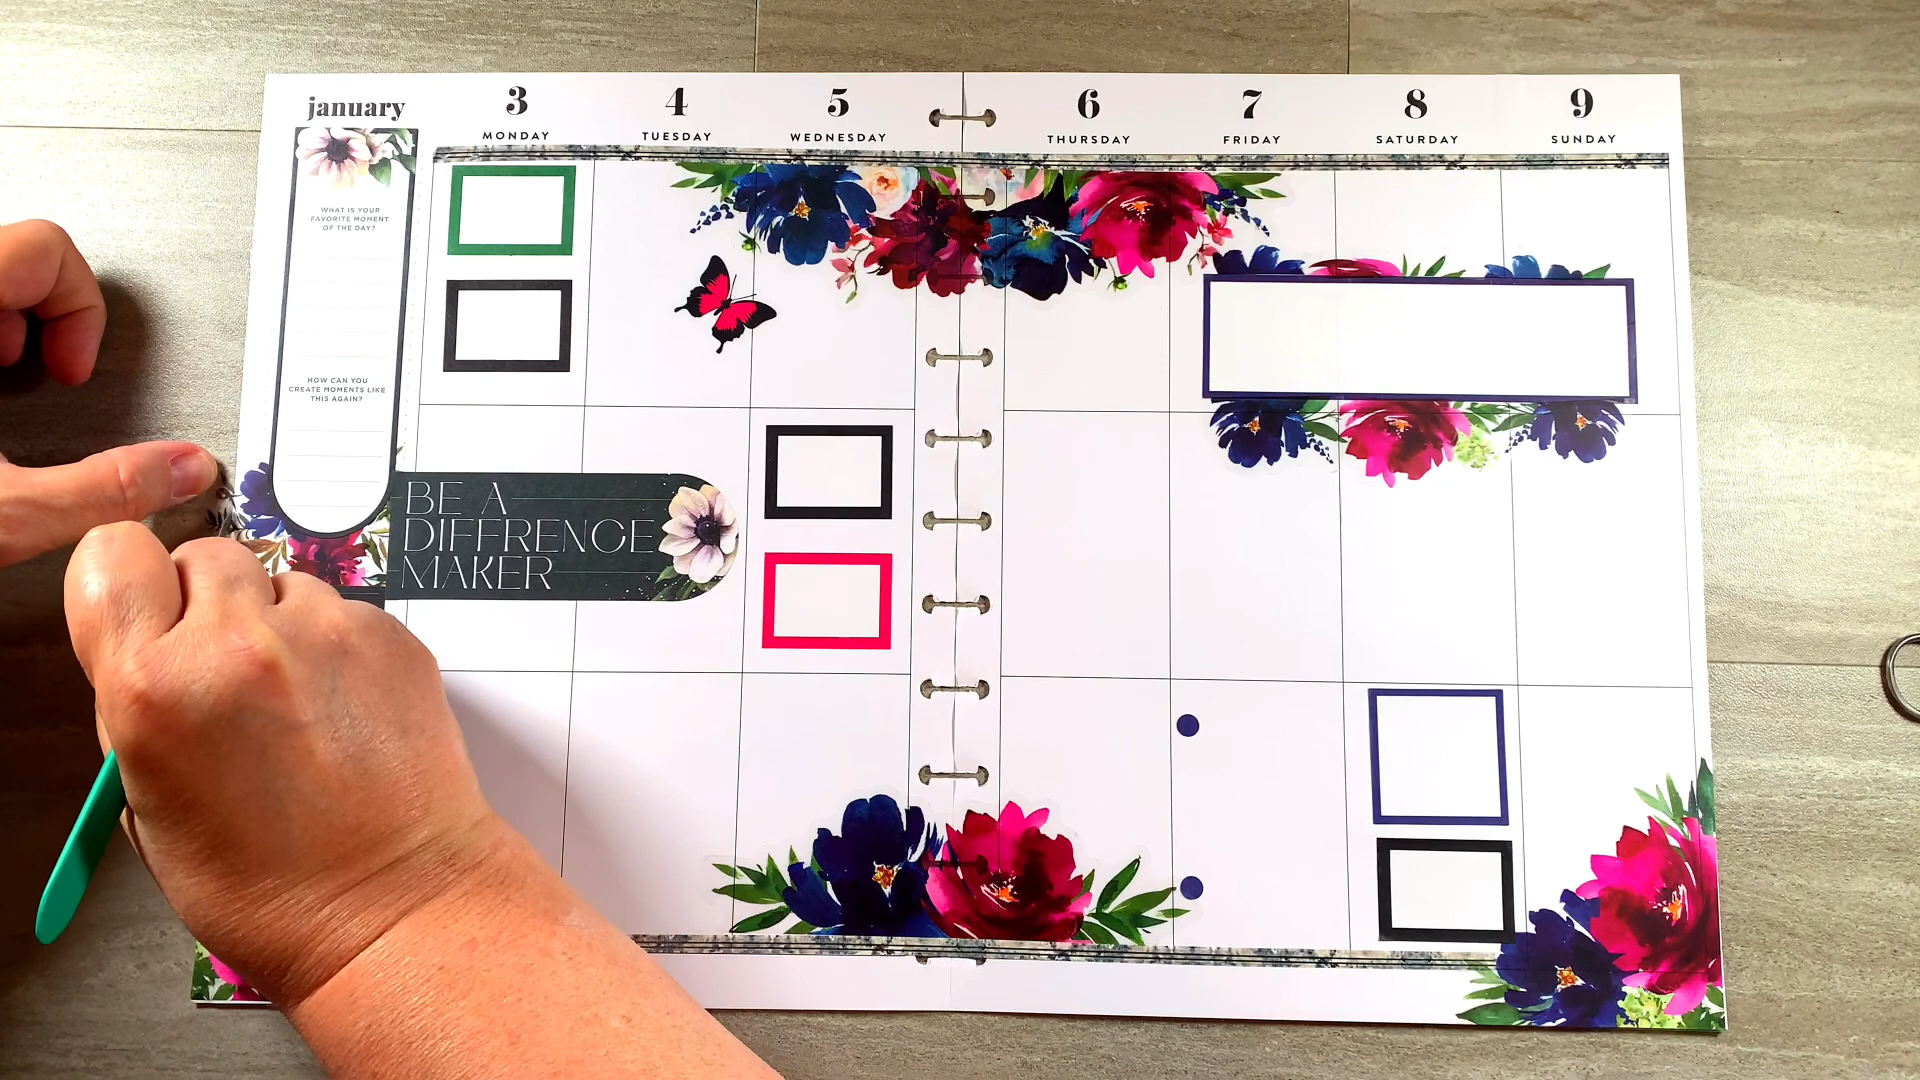 january
3
MONDAY
4
TUESDAY
5
WEDNESDAY
6
THURSDAY
7
FRIDAY
8
SATURDAY
9
SUNDAY
WHAT IS YOUR
FAVORITE MOMENT
OF THE DAY?
HOW CAN YOU
CREATE MOMENTS LIKE
THIS AGAIN?
BE A
DIFFRENCE
MAKER